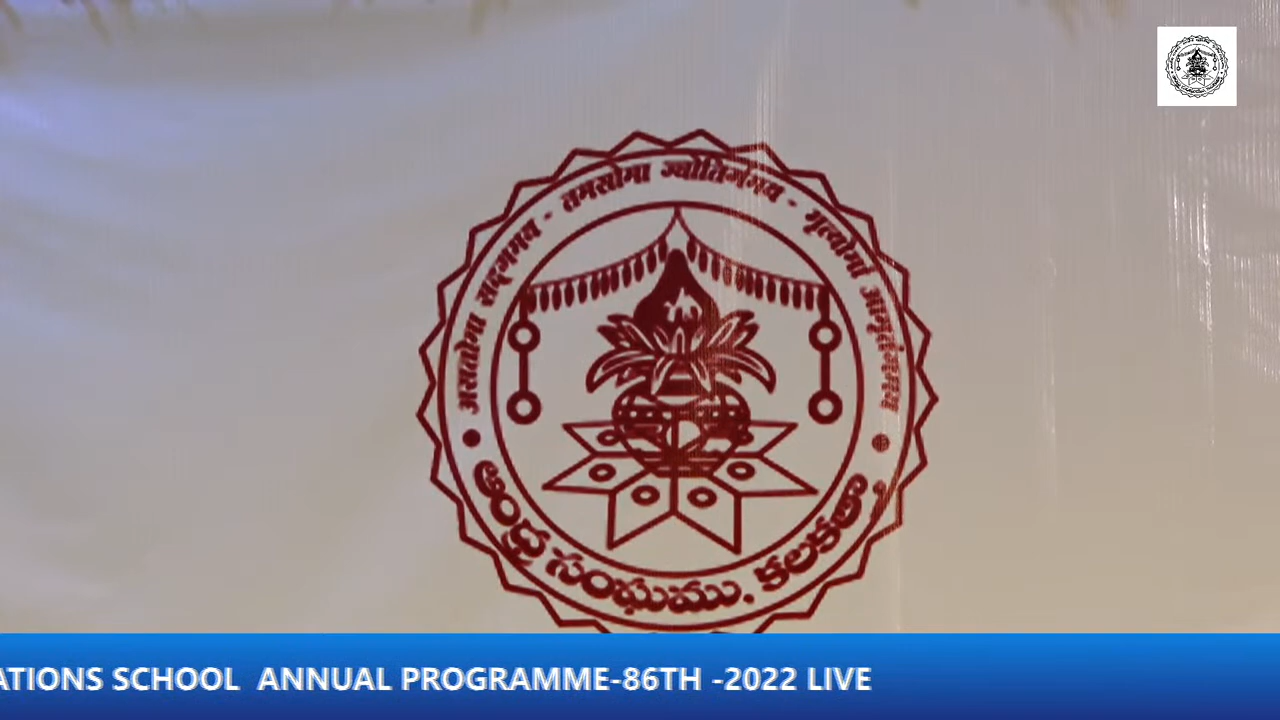 असतोमा सद्गमय - तमसोमा ज्योतिर्गमय - मृत्योर्मा अमृतंगमय
ఆంధ్ర సంఘము, కలకతా
ATIONS SCHOOL ANNUAL PROGRAMME-86TH -2022 LIVE